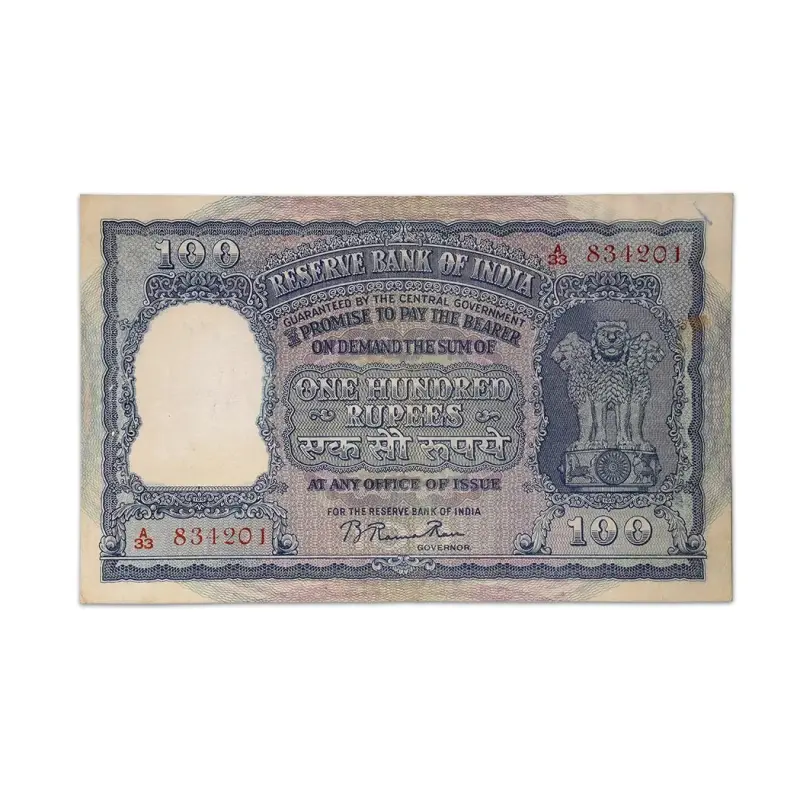 100
A/33 834201
RESERVE BANK OF INDIA
GUARANTEED BY THE CENTRAL GOVERNMENT
I PROMISE TO PAY THE BEARER
ON DEMAND THE SUM OF
ONE HUNDRED
RUPEES
एक सौ रूपये
AT ANY OFFICE OF ISSUE
FOR THE RESERVE BANK OF INDIA
B Rama Rau
GOVERNOR.
A/33 834201
100